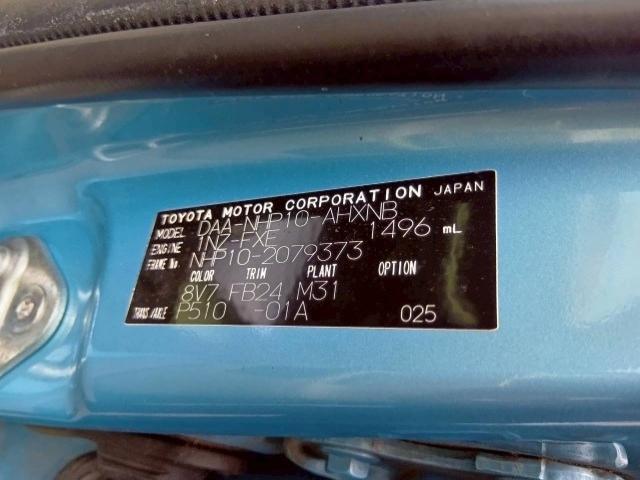 TOYOTA MOTOR CORPORATION JAPAN
MODEL DAA-NHP10-AHXNB
ENGINE 1NZ-FXE 1496 mL
FRAME No. NHP10-2079373
COLOR TRIM PLANT OPTION
8V7 FB24 M31
TRANS/AXLE P510 -01A 025